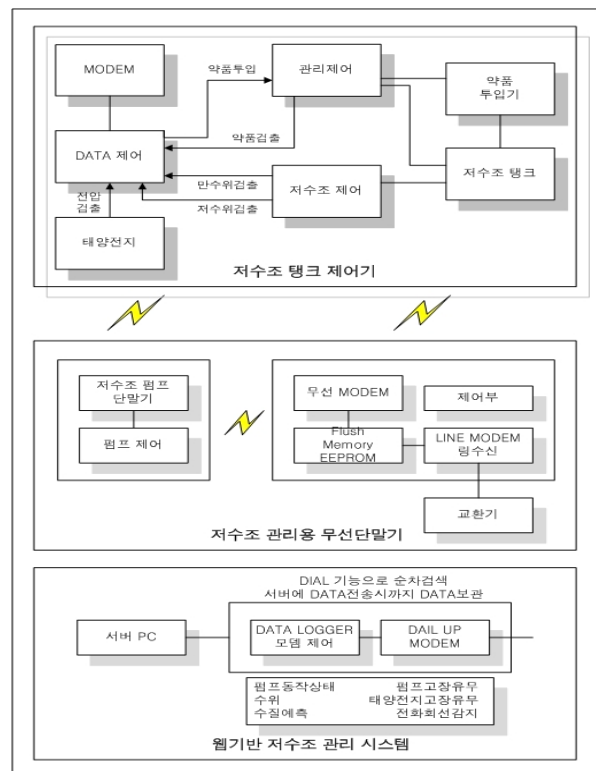 MODEM
약품투입
관리제어
약품
투입기
약품검출
DATA 제어
만수위검출
저수조 제어
저수조 탱크
전압
검출
저수위검출
태양전지
저수조 탱크 제어기
저수조 펌프
단말기
펌프 제어
무선 MODEM
제어부
Flush
Memory
EEPROM
LINE MODEM
링수신
교환기
저수조 관리용 무선단말기
DIAL 기능으로 순차검색
서버에 DATA전송시까지 DATA보관
서버 PC
DATA LOGGER
모뎀 제어
DAIL UP
MODEM
펌프동작상태 펌프고장유무
수위 태양전지고장유무
수질예측 전화회선감지
웹기반 저수조 관리 시스템